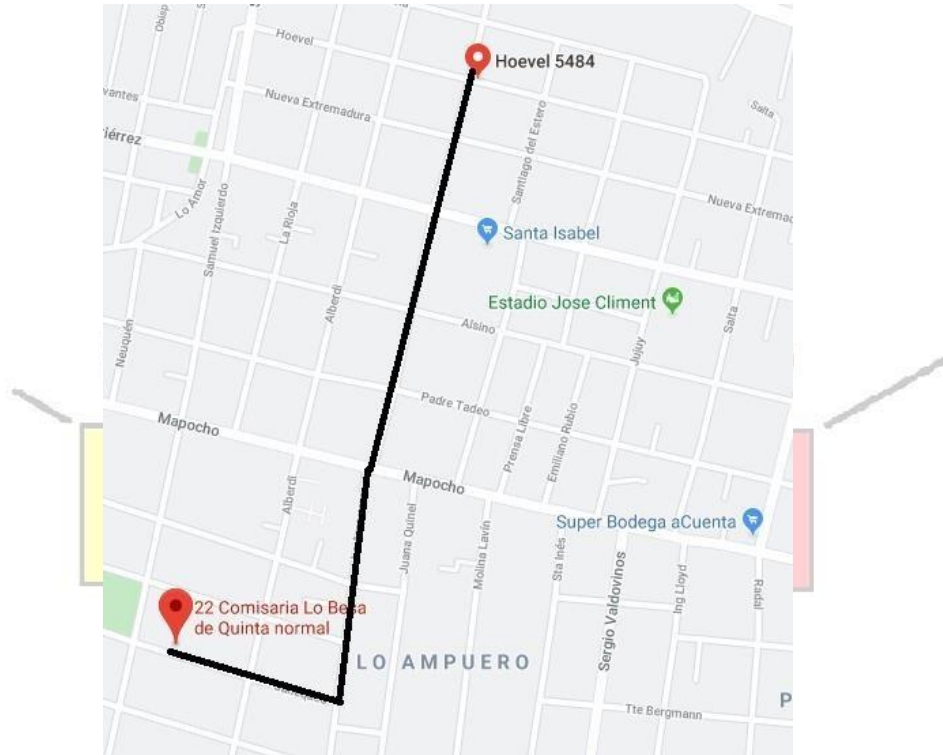 Hoevel
Hoevel 5484
Nueva Extremadura
Santiago del Estero
Salta
Lo Amor
La Rioja
Samuel Izquierdo
Nueva Extremad
Santa Isabel
Estadio Jose Climent
Alberdi
Alsino
Salta
Neuquén
Jujuy
Padre Tadeo
Mapocho
Prensa Libre
Emiliano Rubio
Mapocho
Alberdi
Super Bodega aCuenta
Juana Quinel
Molina Lavín
Sta Inés
Sergio Valdovinos
Ing Lloyd
Radal
22 Comisaria Lo Beza
de Quinta normal
LO AMPUERO
Tte Bergmann
P